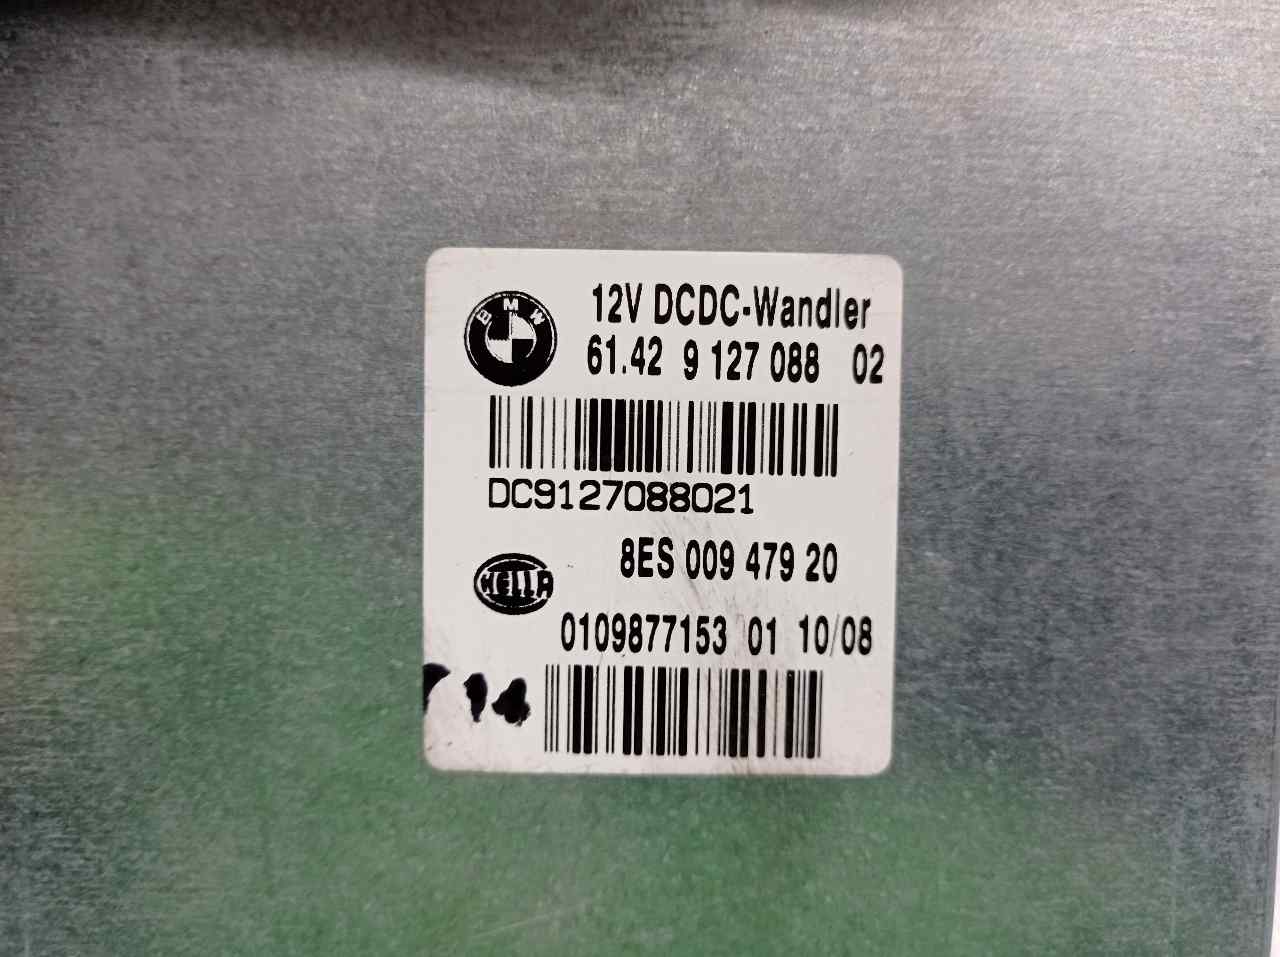 BMW
12V DCDC-Wandler
61.42 9 127 088 02
DC9127088021
HELLA
8ES 009 479 20
0109877153 01 10/08
14